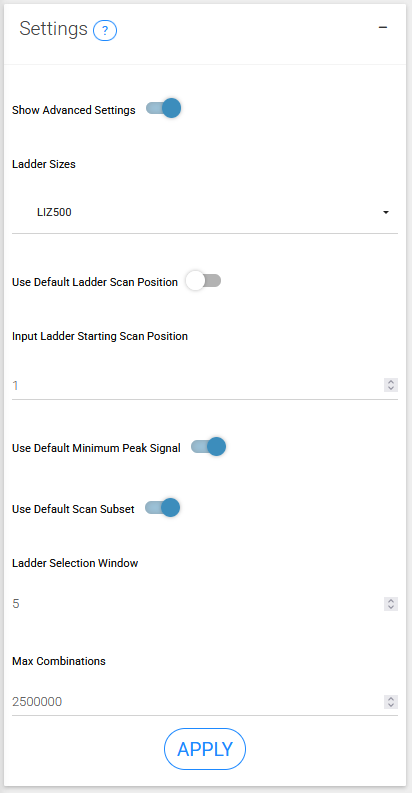 Settings ?
Show Advanced Settings
Ladder Sizes
LIZ500
Use Default Ladder Scan Position
Input Ladder Starting Scan Position
1
Use Default Minimum Peak Signal
Use Default Scan Subset
Ladder Selection Window
5
Max Combinations
2500000
APPLY